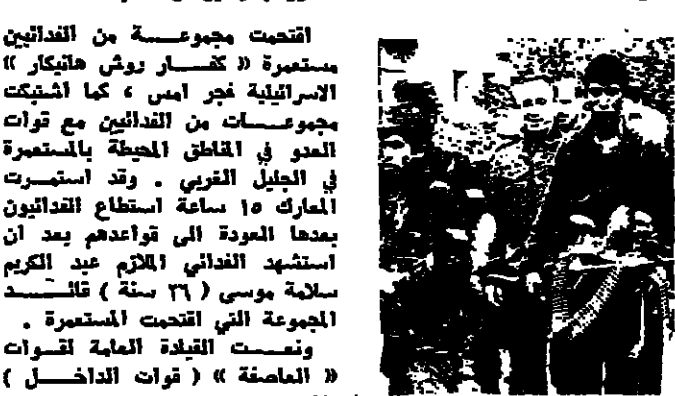 اقتحمت مجموعة من الفدائيين
مستعمرة « كفار روش هانيكار »
الاسرائيلية فجر امس ، كما اشتبكت
مجموعات من الفدائيين مع قوات
العدو في المناطق المحيطة بالمستعمرة
في الجليل الغربي . وقد استمرت
المعارك ١٥ ساعة استطاع الفدائيون
بعدها العودة الى قواعدهم بعد ان
استشهد الفدائي الملازم عبد الكريم
سلامة موسى ( ٣٦ سنة ) قائد
المجموعة التي اقتحمت المستعمرة .
ونعت القيادة العامة لقوات
« العاصفة » ( قوات الداخل )